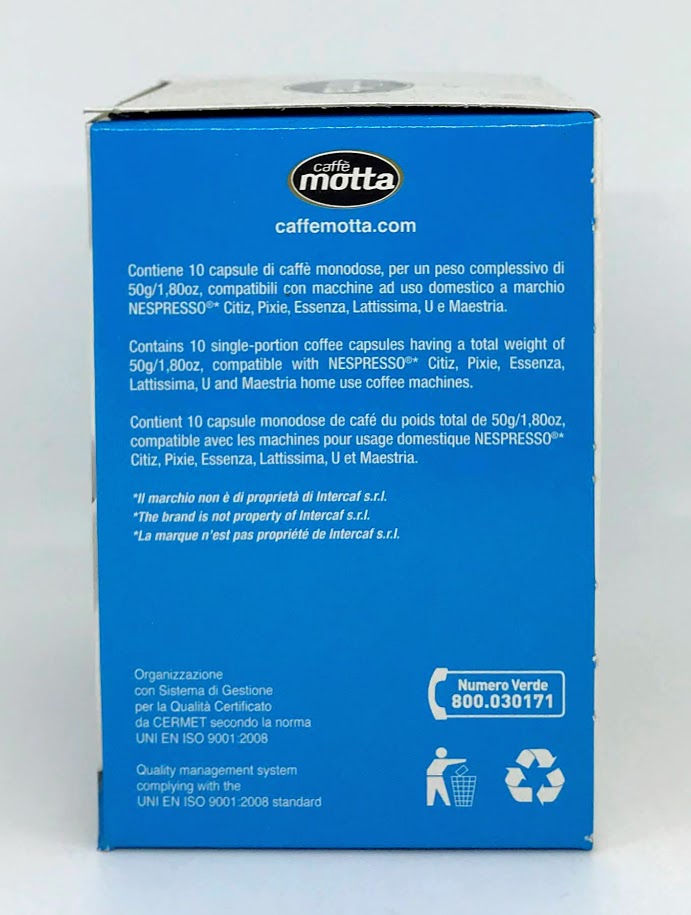 caffè
motta
caffemotta.com
Contiene 10 capsule di caffè monodose, per un peso complessivo di
50g/1,80oz, compatibili con macchine ad uso domestico a marchio
NESPRESSO®* Citiz, Pixie, Essenza, Lattissima, U e Maestria.
Contains 10 single-portion coffee capsules having a total weight of
50g/1,80oz, compatible with NESPRESSO®* Citiz, Pixie, Essenza,
Lattissima, U and Maestria home use coffee machines.
Contient 10 capsule monodose de café du poids total de 50g/1,80oz,
compatible avec les machines pour usage domestique NESPRESSO®*
Citiz, Pixie, Essenza, Lattissima, U et Maestria.
*Il marchio non è di proprietà di Intercaf s.r.l.
*The brand is not property of Intercaf s.r.l.
*La marque n'est pas propriété de Intercaf s.r.l.
Organizzazione
con Sistema di Gestione
per la Qualità Certificato
da CERMET secondo la norma
UNI EN ISO 9001:2008
Quality management system
complying with the
UNI EN ISO 9001:2008 standard
Numero Verde
800.030171